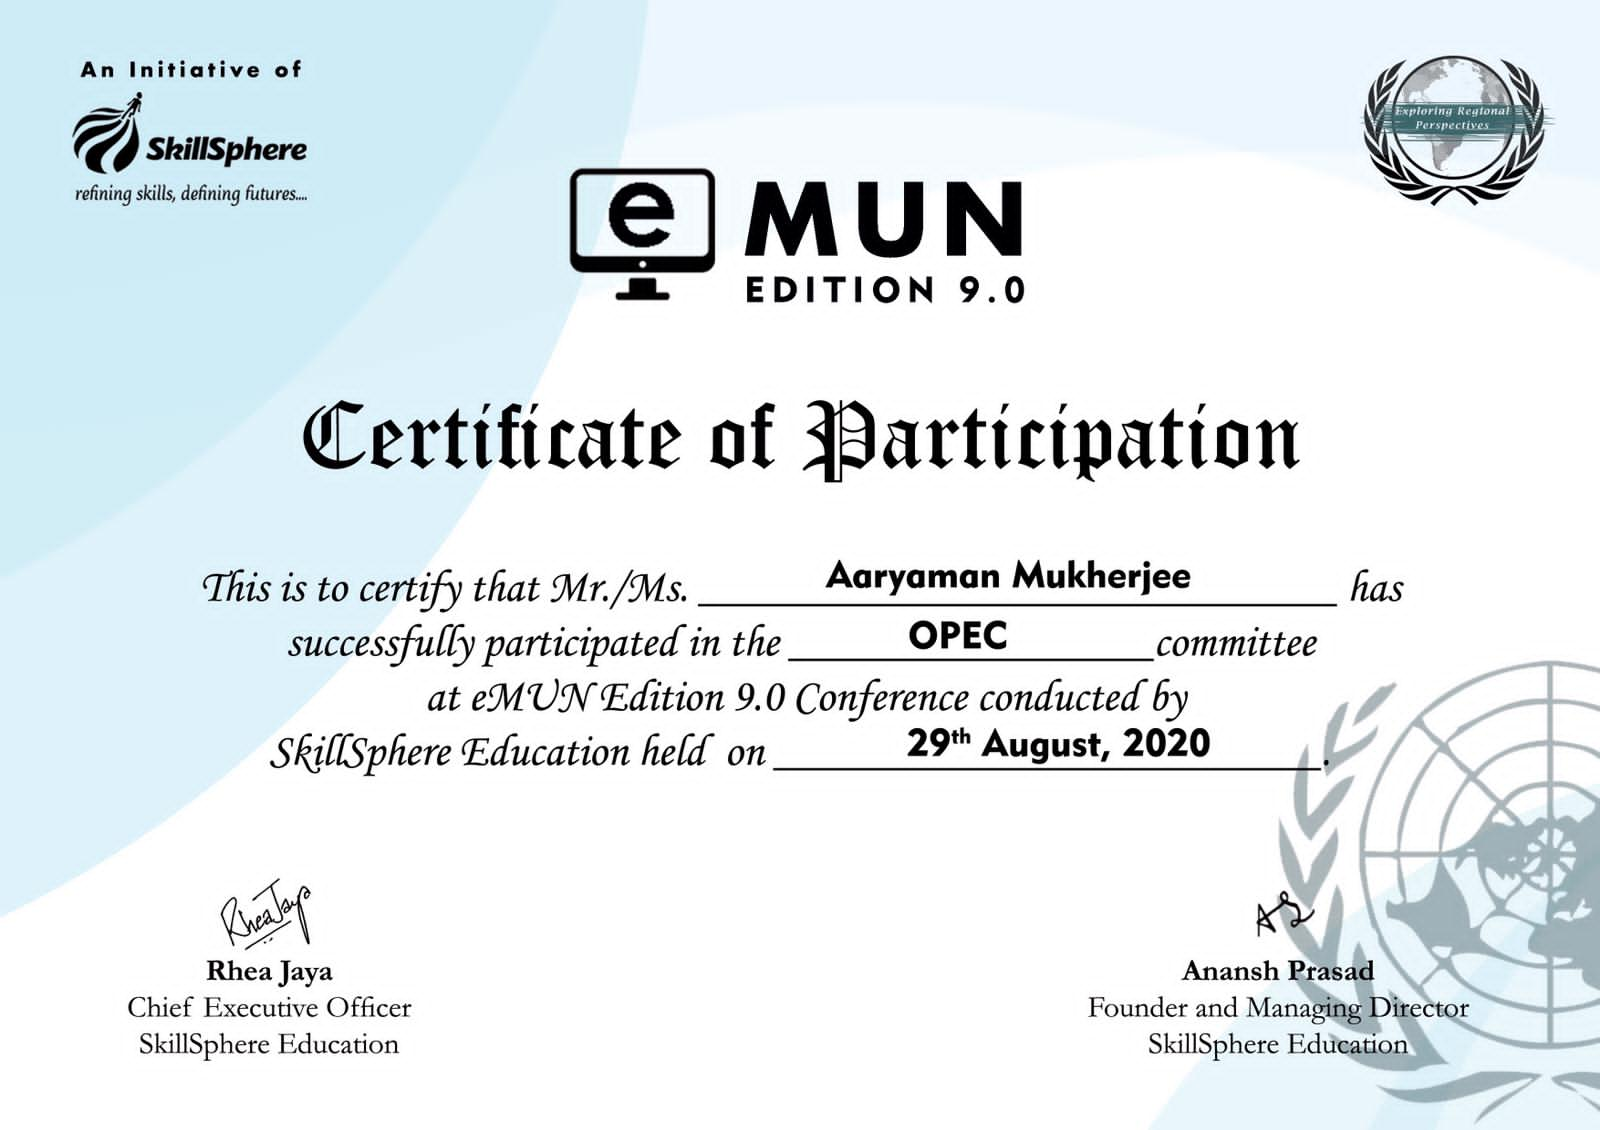 An Initiative of
SkillSphere
refining skills, defining futures....
Exploring Regional
Perspectives
e MUN
EDITION 9.0
Certificate of Participation
This is to certify that Mr./Ms. Aaryaman Mukherjee has
successfully participated in the OPEC committee
at eMUN Edition 9.0 Conference conducted by
SkillSphere Education held on 29th August, 2020.
Rhea Jaya
Rhea Jaya
Chief Executive Officer
SkillSphere Education
Anansh Prasad
Founder and Managing Director
SkillSphere Education